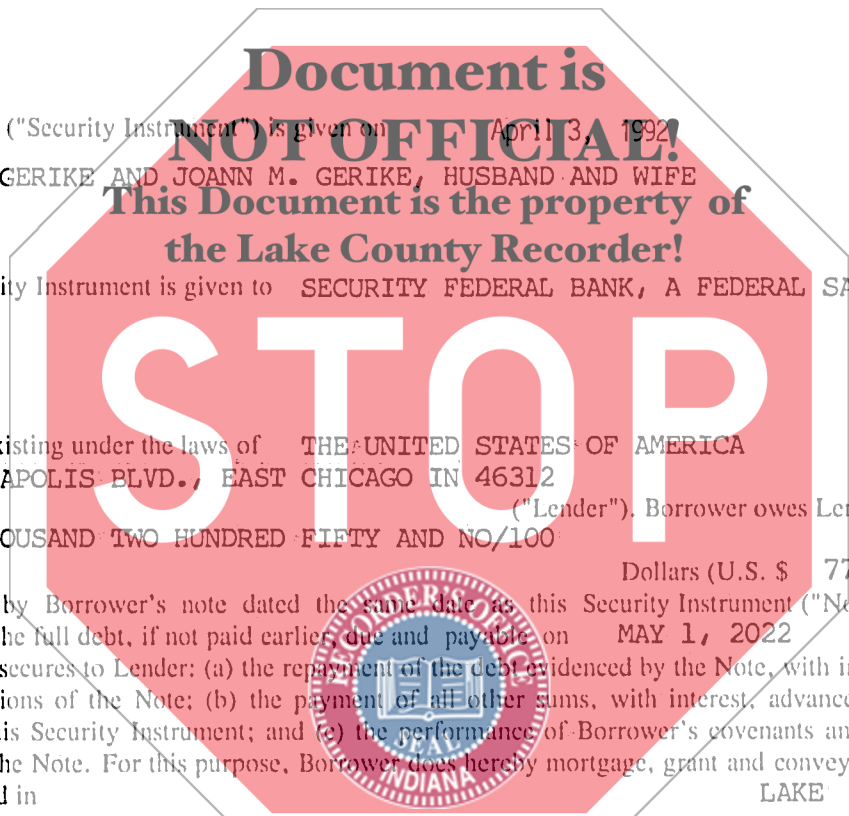 Document is
("Security Instrument") is given on April 3, 1992
NOT OFFICIAL!
GERIKE AND JOANN M. GERIKE, HUSBAND AND WIFE
This Document is the property of
the Lake County Recorder!
ity Instrument is given to SECURITY FEDERAL BANK, A FEDERAL SA
STOP
xisting under the laws of THE UNITED STATES OF AMERICA
APOLIS BLVD., EAST CHICAGO IN 46312
("Lender"). Borrower owes Len
OUSAND TWO HUNDRED FIFTY AND NO/100
Dollars (U.S. $ 77
by Borrower's note dated the same date as this Security Instrument ("No
he full debt, if not paid earlier, due and payable on MAY 1, 2022
secures to Lender: (a) the repayment of the debt evidenced by the Note, with in
ions of the Note; (b) the payment of all other sums, with interest, advance
is Security Instrument; and (c) the performance of Borrower's covenants an
he Note. For this purpose, Borrower does hereby mortgage, grant and convey
d in LAKE
RECORDER'S OFFICE
SEAL
INDIANA